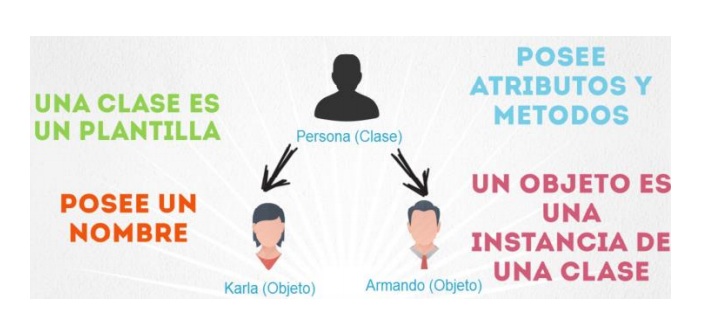 UNA CLASE ES
UN PLANTILLA
POSEE
ATRIBUTOS Y
METODOS
Persona (Clase)
POSEE UN
NOMBRE
UN OBJETO ES
UNA
INSTANCIA DE
UNA CLASE
Karla (Objeto)
Armando (Objeto)